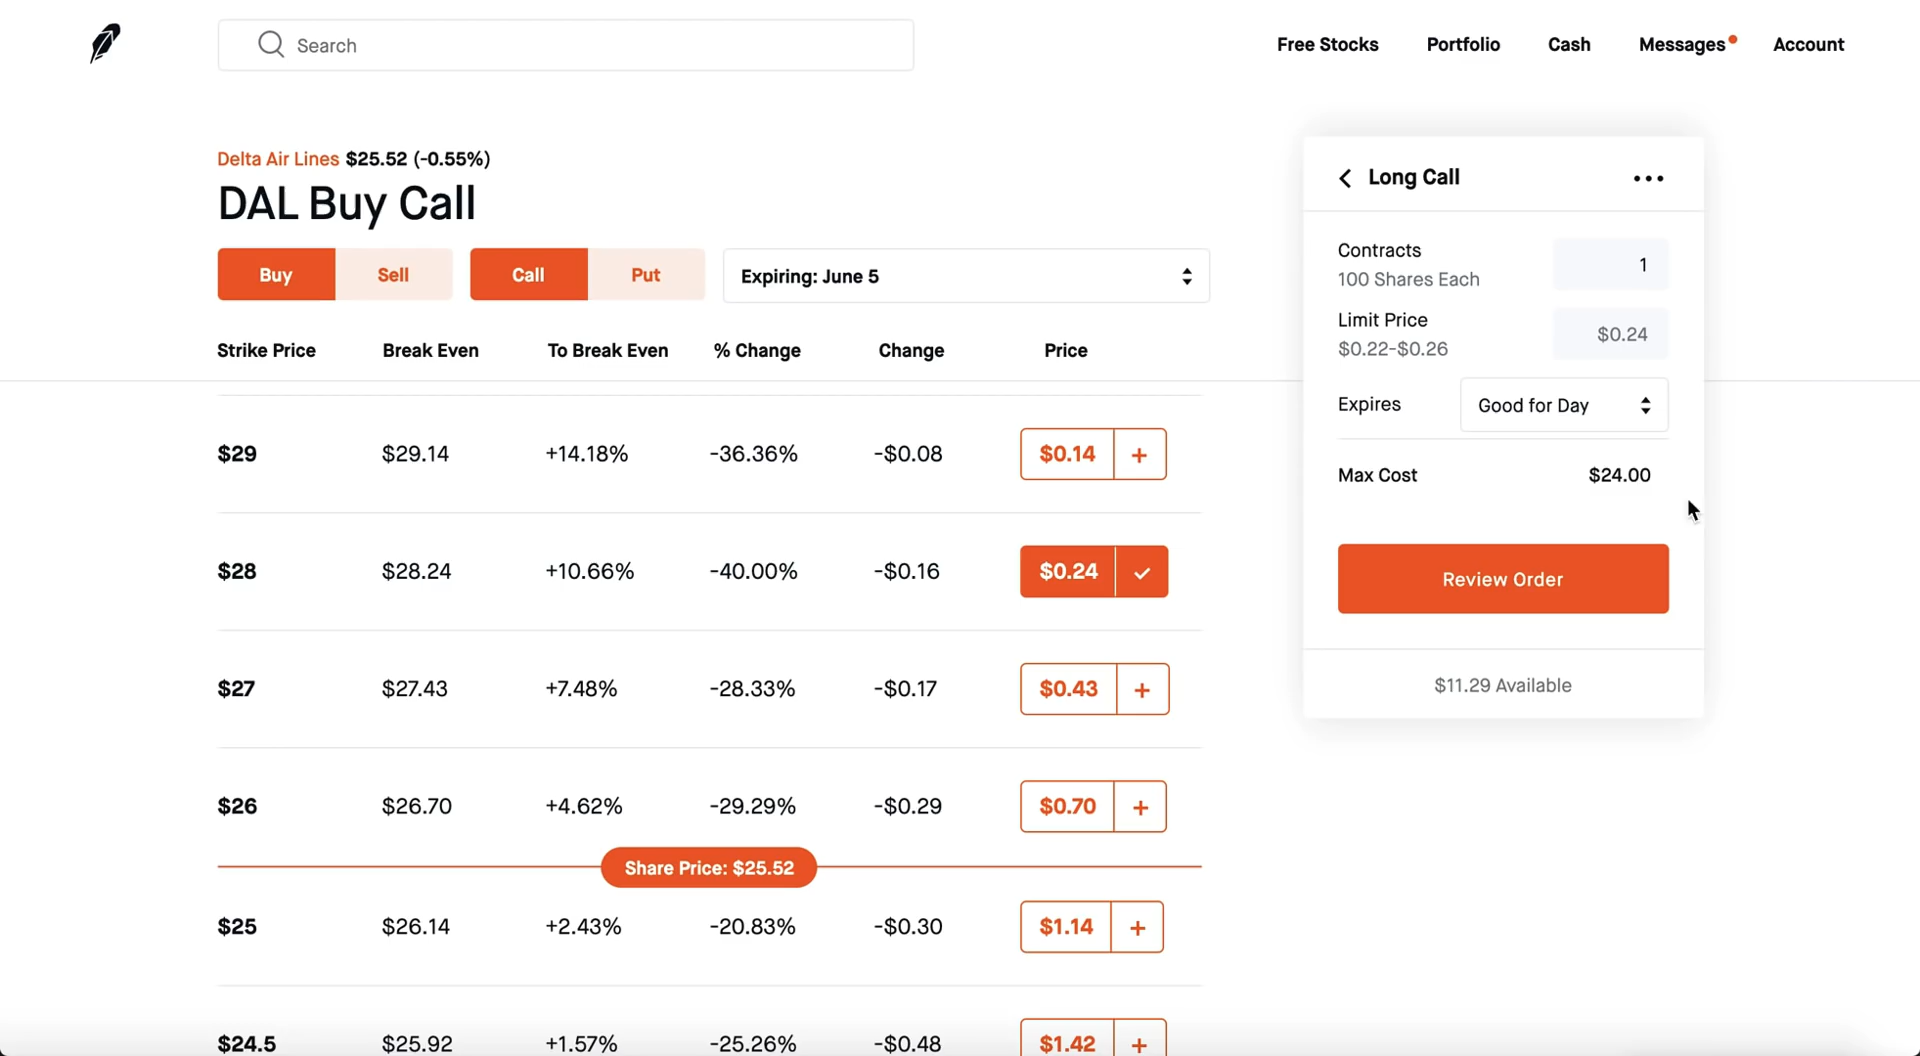 Search
Free Stocks Portfolio Cash Messages Account
Delta Air Lines $25.52 (-0.55%)
DAL Buy Call
Buy Sell Call Put Expiring: June 5
Strike Price Break Even To Break Even % Change Change Price
$29 $29.14 +14.18% -36.36% -$0.08 $0.14 +
$28 $28.24 +10.66% -40.00% -$0.16 $0.24
$27 $27.43 +7.48% -28.33% -$0.17 $0.43 +
$26 $26.70 +4.62% -29.29% -$0.29 $0.70 +
Share Price: $25.52
$25 $26.14 +2.43% -20.83% -$0.30 $1.14 +
$24.5 $25.92 +1.57% -25.26% -$0.48 $1.42 +
Long Call
Contracts 1
100 Shares Each
Limit Price $0.24
$0.22-$0.26
Expires Good for Day
Max Cost $24.00
Review Order
$11.29 Available